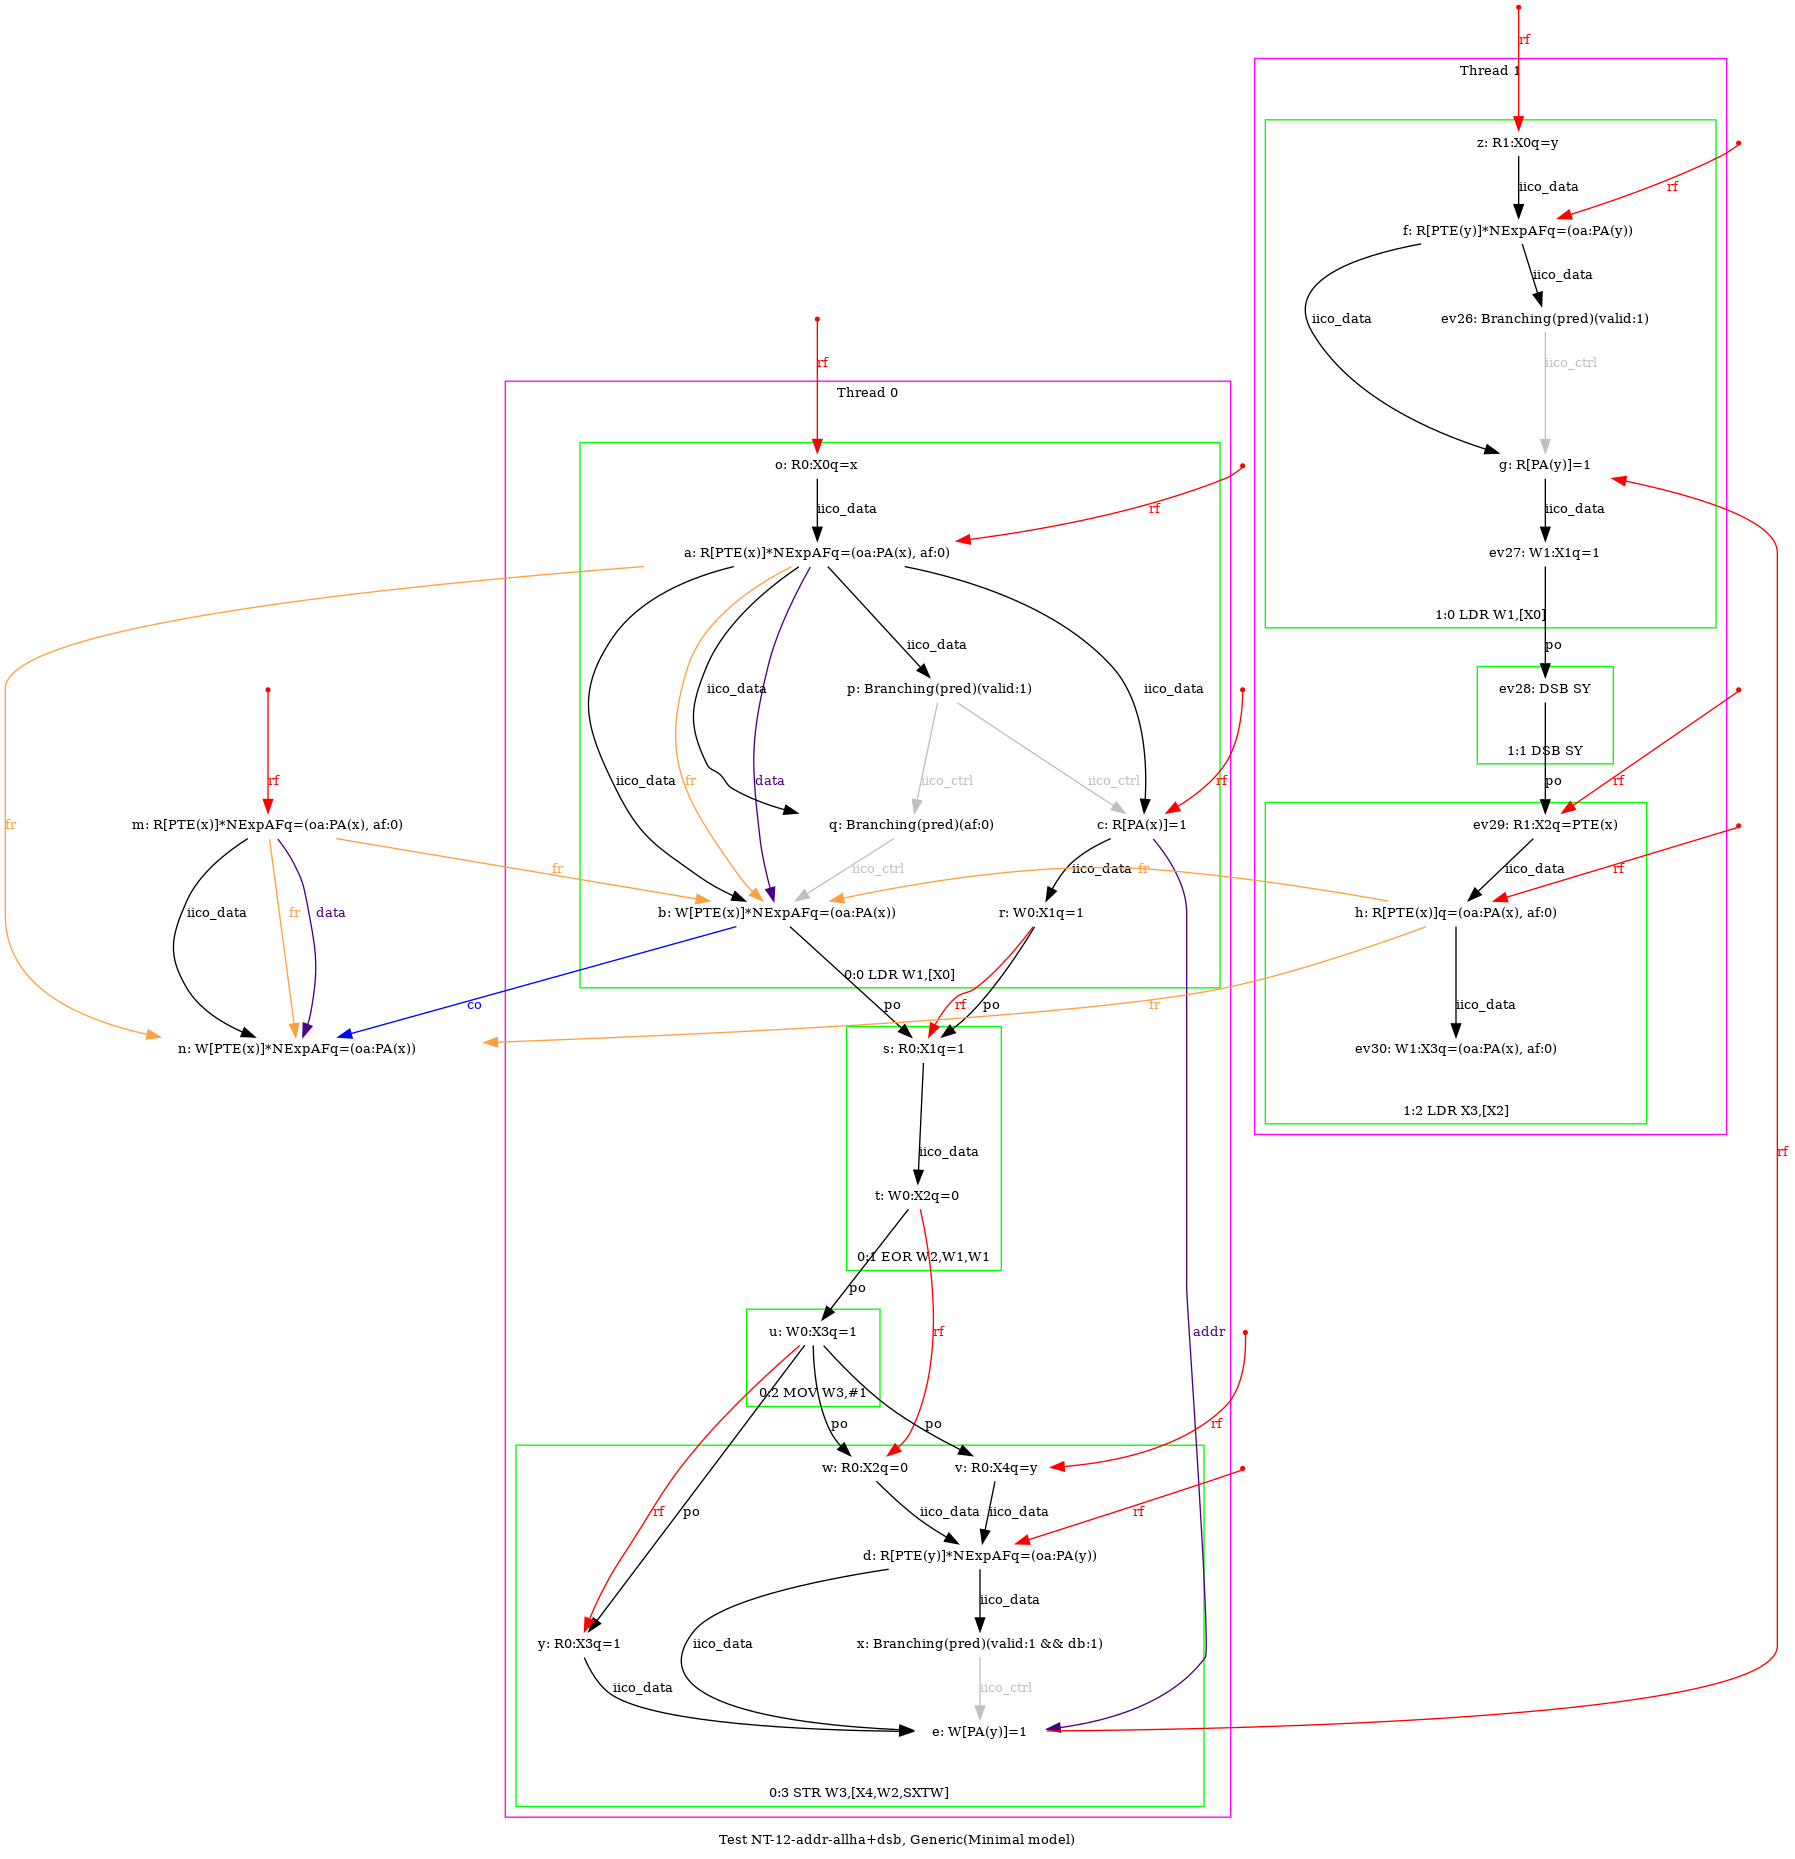 rf
Thread 1
z: R1:X0q=y
iico_data
rf
f: R[PTE(y)]*NExpAFq=(oa:PA(y))
iico_data
iico_data
ev26: Branching(pred)(valid:1)
iico_ctrl
g: R[PA(y)]=1
iico_data
ev27: W1:X1q=1
1:0 LDR W1,[X0]
po
ev28: DSB SY
1:1 DSB SY
po
rf
ev29: R1:X2q=PTE(x)
iico_data
rf
h: R[PTE(x)]q=(oa:PA(x), af:0)
iico_data
ev30: W1:X3q=(oa:PA(x), af:0)
1:2 LDR X3,[X2]
rf
rf
Thread 0
o: R0:X0q=x
iico_data
rf
a: R[PTE(x)]*NExpAFq=(oa:PA(x), af:0)
iico_data
iico_data
p: Branching(pred)(valid:1)
iico_data
iico_data
fr
data
iico_ctrl
iico_ctrl
rf
fr
q: Branching(pred)(af:0)
c: R[PA(x)]=1
iico_ctrl
iico_data
fr
b: W[PTE(x)]*NExpAFq=(oa:PA(x))
r: W0:X1q=1
0:0 LDR W1,[X0]
rf
m: R[PTE(x)]*NExpAFq=(oa:PA(x), af:0)
fr
iico_data
fr
data
co
po
rf
po
fr
n: W[PTE(x)]*NExpAFq=(oa:PA(x))
s: R0:X1q=1
iico_data
t: W0:X2q=0
0:1 EOR W2,W1,W1
po
u: W0:X3q=1
rf
addr
0:2 MOV W3,#1
po
po
rf
w: R0:X2q=0
v: R0:X4q=y
rf
po
iico_data
iico_data
rf
d: R[PTE(y)]*NExpAFq=(oa:PA(y))
iico_data
y: R0:X3q=1
iico_data
x: Branching(pred)(valid:1 && db:1)
iico_data
iico_ctrl
e: W[PA(y)]=1
0:3 STR W3,[X4,W2,SXTW]
Test NT-12-addr-allha+dsb, Generic(Minimal model)